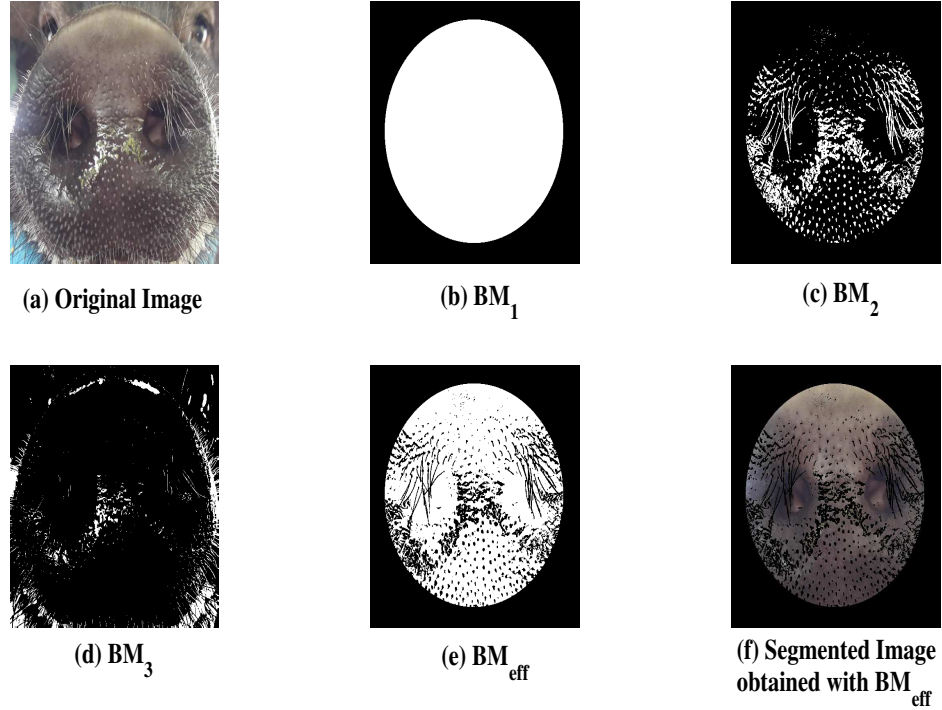 (a) Original Image
(b) BM1
(c) BM2
(d) BM3
(e) BMeff
(f) Segmented Image
obtained with BMeff